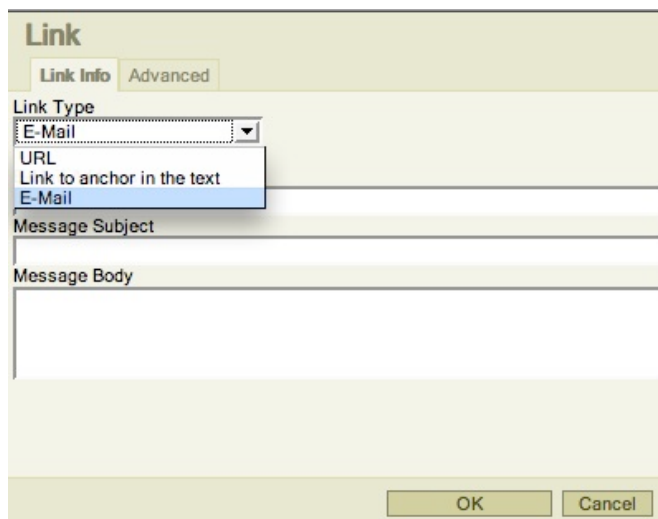 Link
Link Info Advanced
Link Type
E-Mail
URL
Link to anchor in the text
E-Mail
Message Subject
Message Body
OK Cancel